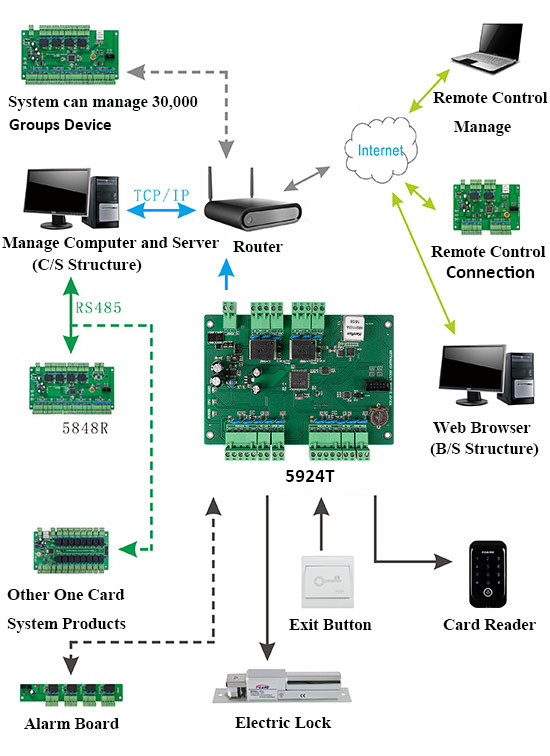 System can manage 30,000
Groups Device
Remote Control
Manage
Internet
TCP/IP
Manage Computer and Server
(C/S Structure)
Router
Remote Control
Connection
RS485
5848R
Web Browser
(B/S Structure)
5924T
Other One Card
System Products
Exit Button
Card Reader
Alarm Board
Electric Lock